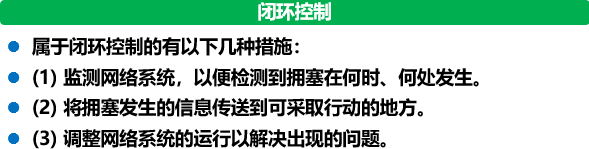 闭环控制
属于闭环控制的有以下几种措施：
(1) 监测网络系统，以便检测到拥塞在何时、何处发生。
(2) 将拥塞发生的信息传送到可采取行动的地方。
(3) 调整网络系统的运行以解决出现的问题。